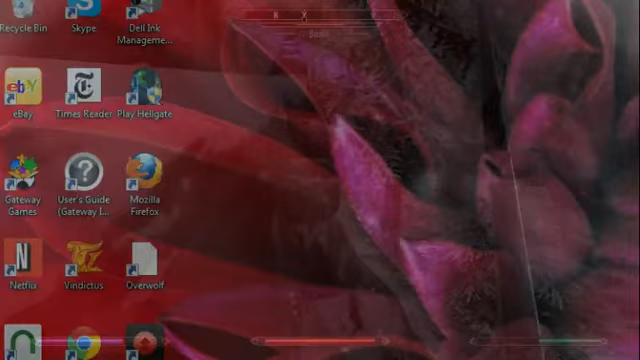 Recycle Bin
Skype
Dell Ink
Manageme...
eBay
Times Reader
Play Hellgate
Gateway
Games
User's Guide
(Gateway I...
Mozilla
Firefox
Netflix
Vindictus
Overwolf